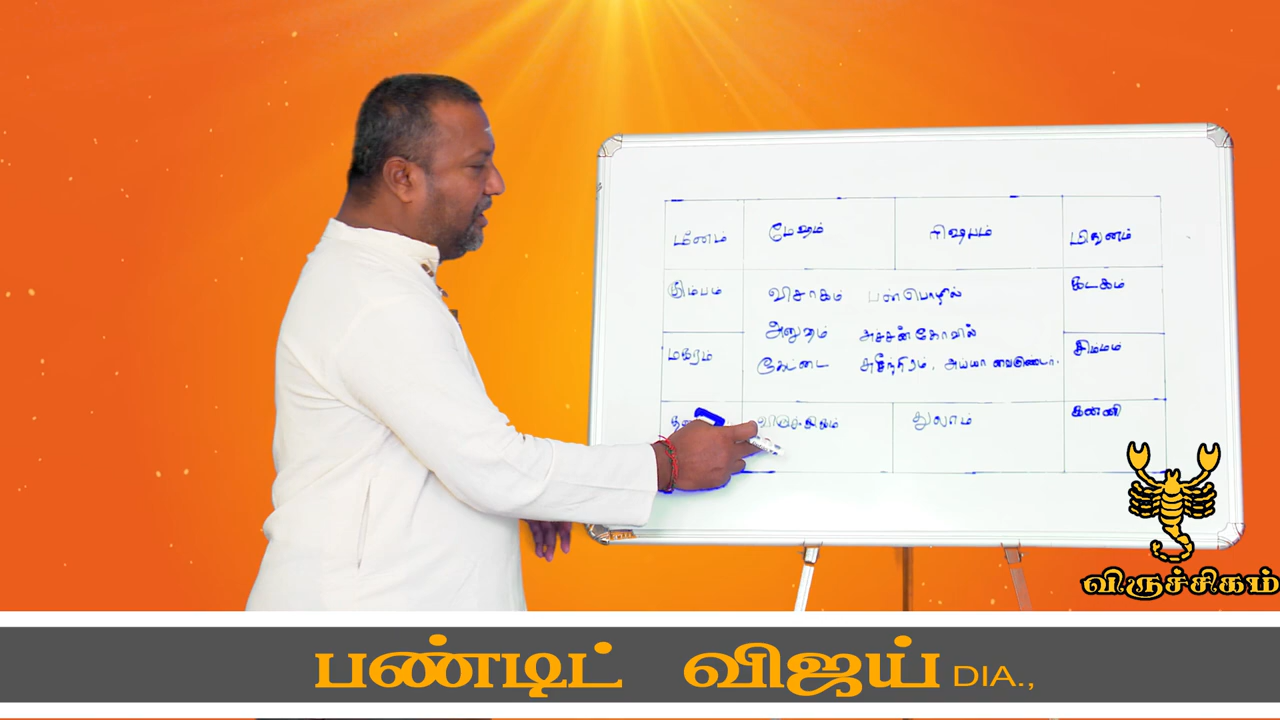 மீனம் மேஷம் ரிஷபம் மிதுனம்
கும்பம் விசாகம் பண்பொழில் கடகம்
அனுஷம் அச்சன்கோவில்
மகரம் கேட்டை சுசீந்திரம், அய்யா வைகுண்டர். சிம்மம்
விருச்சிகம் துலாம் கன்னி
விருச்சிகம்
பண்டிட் விஜய் DIA.,